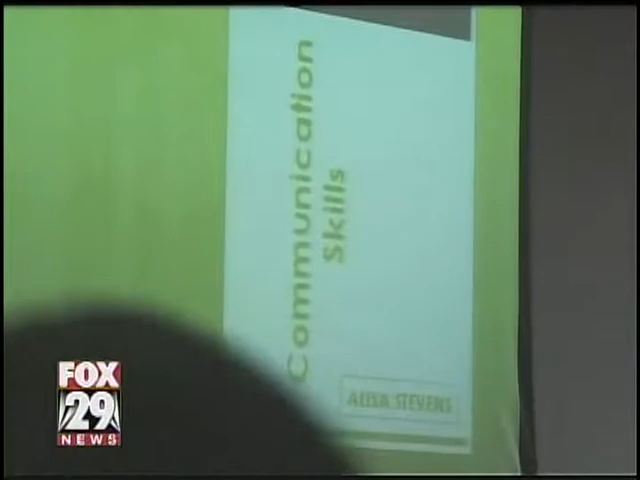 Communication
Skills
ALISA STEVENS
FOX
29
NEWS